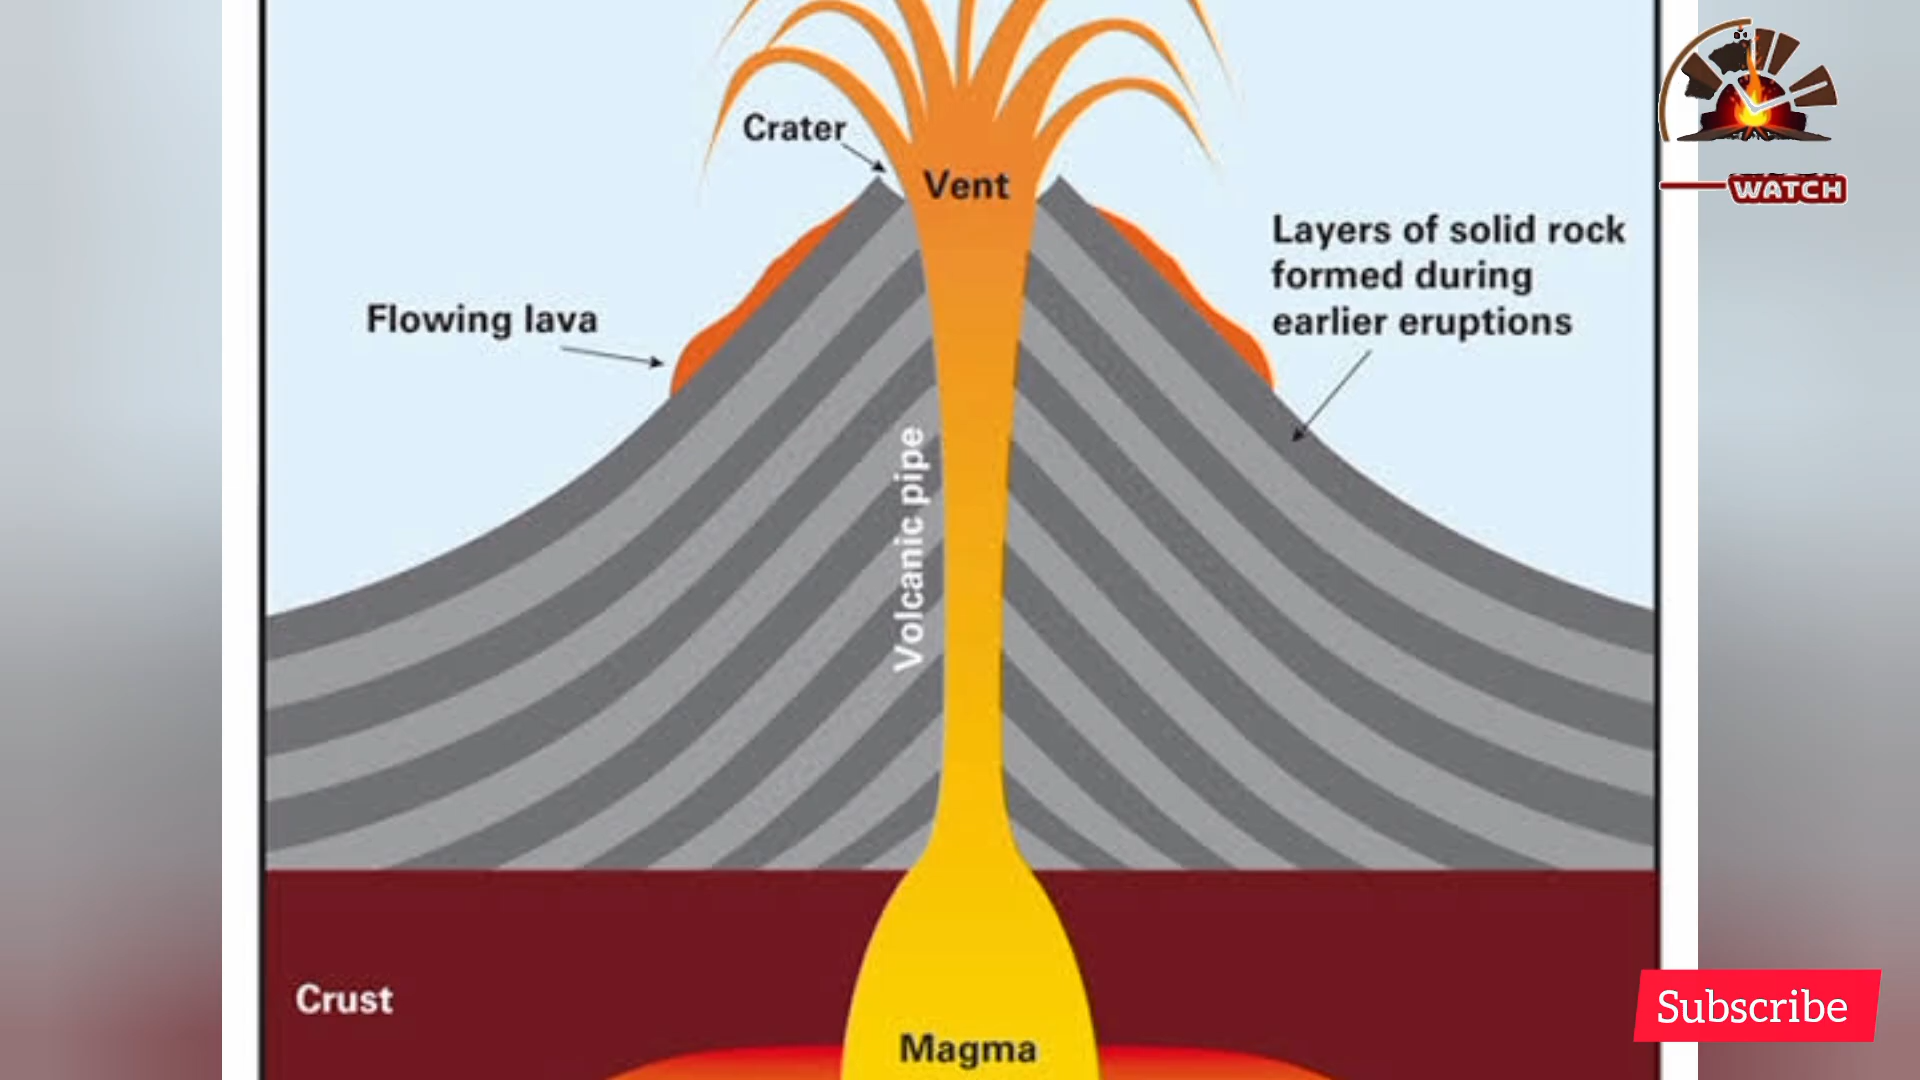 Crater
Vent
WATCH
Layers of solid rock
formed during
earlier eruptions
Flowing lava
Volcanic pipe
Crust
Magma
Subscribe